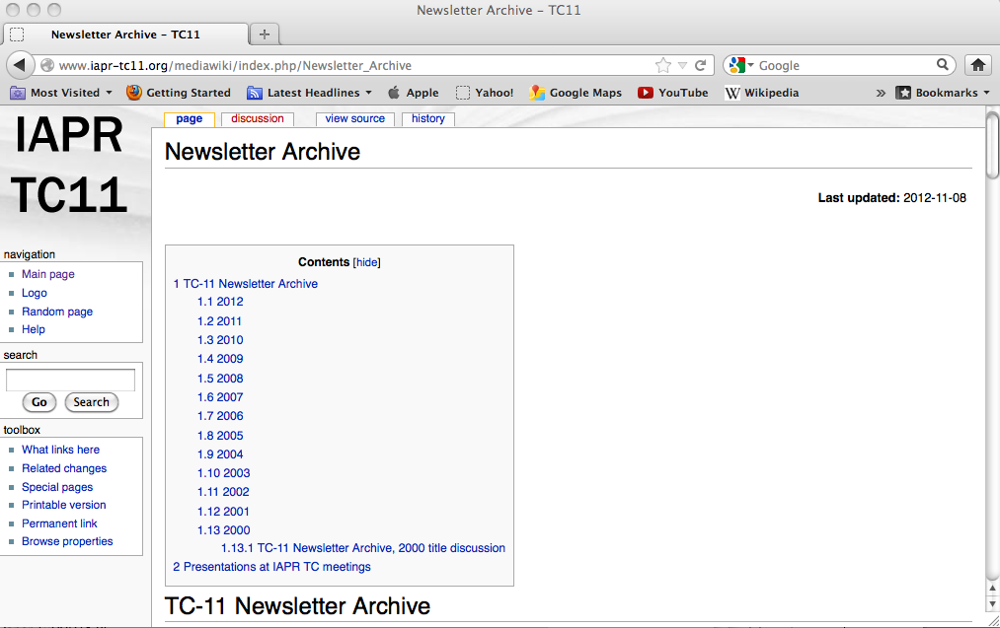 Newsletter Archive – TC11
Newsletter Archive – TC11
www.iapr-tc11.org/mediawiki/index.php/Newsletter_Archive
Google
Most Visited
Getting Started
Latest Headlines
Apple
Yahoo!
Google Maps
YouTube
W Wikipedia
»
Bookmarks
IAPR
TC11
page
discussion
view source
history
Newsletter Archive
Last updated: 2012-11-08
navigation
Main page
Logo
Random page
Help
search
Go
Search
toolbox
What links here
Related changes
Special pages
Printable version
Permanent link
Browse properties
Contents [hide]
1 TC-11 Newsletter Archive
1.1 2012
1.2 2011
1.3 2010
1.4 2009
1.5 2008
1.6 2007
1.7 2006
1.8 2005
1.9 2004
1.10 2003
1.11 2002
1.12 2001
1.13 2000
1.13.1 TC-11 Newsletter Archive, 2000 title discussion
2 Presentations at IAPR TC meetings
TC-11 Newsletter Archive